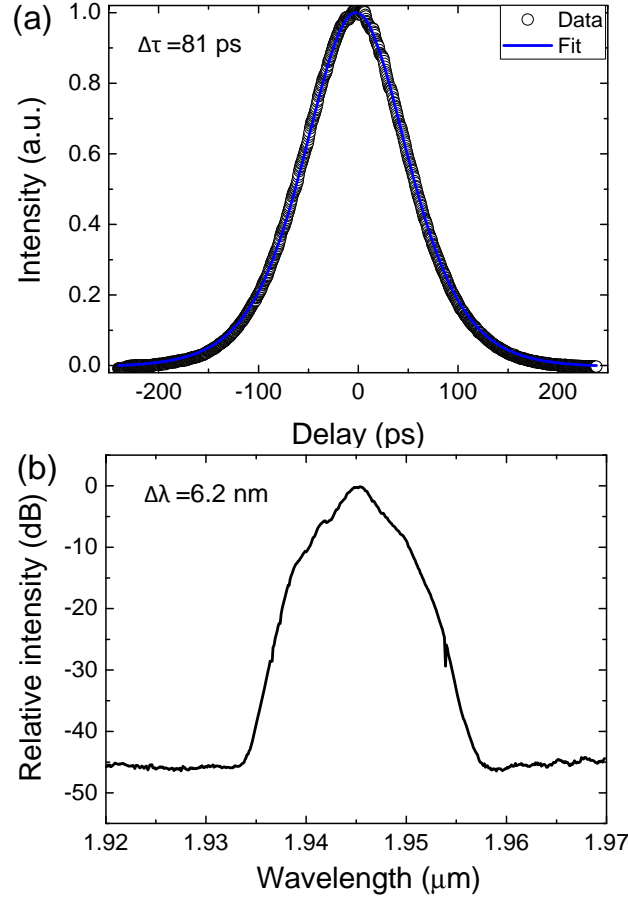 (a)
Δτ =81 ps
Data
Fit
1.0
0.8
0.6
0.4
0.2
0.0
Intensity (a.u.)
-200 -100 0 100 200
Delay (ps)
(b)
Δλ =6.2 nm
0
-10
-20
-30
-40
-50
Relative intensity (dB)
1.92 1.93 1.94 1.95 1.96 1.97
Wavelength (μm)